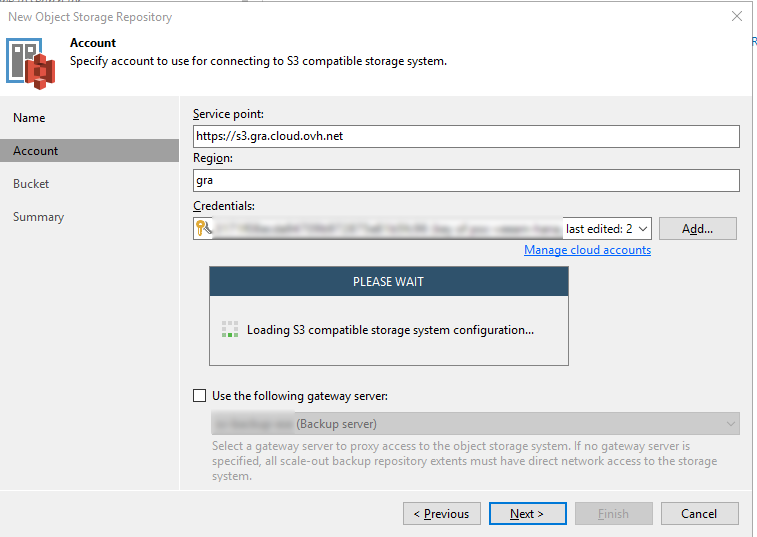 New Object Storage Repository
Account
Specify account to use for connecting to S3 compatible storage system.
Name
Account
Bucket
Summary
Service point:
https://s3.gra.cloud.ovh.net
Region:
gra
Credentials:
last edited: 2
Add...
Manage cloud accounts
PLEASE WAIT
Loading S3 compatible storage system configuration...
Use the following gateway server:
(Backup server)
Select a gateway server to proxy access to the object storage system. If no gateway server is
specified, all scale-out backup repository extents must have direct network access to the storage
system.
< Previous
Next >
Finish
Cancel